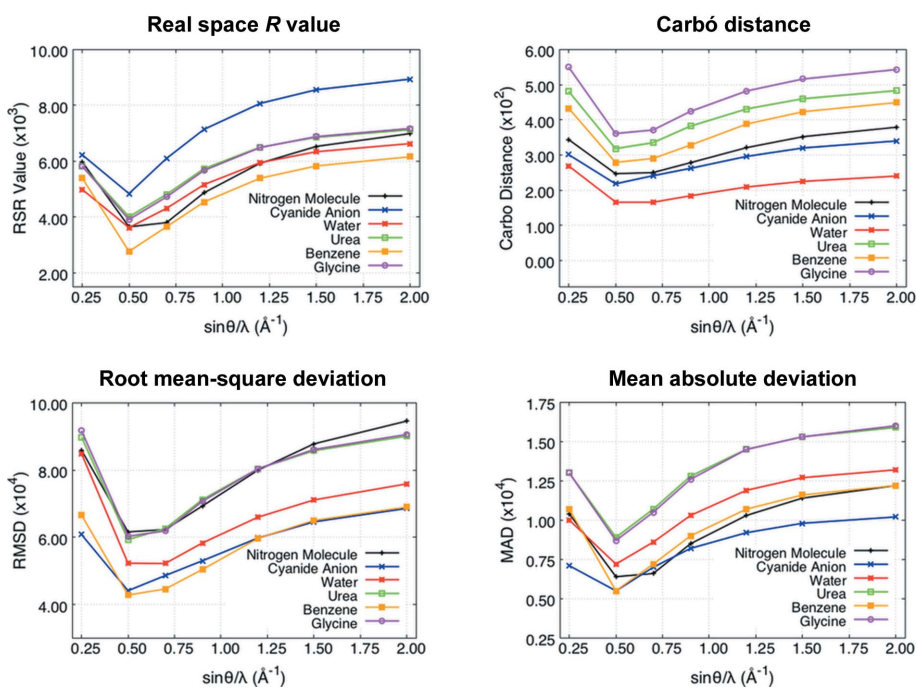 Real space R value
10.00
8.00
6.00
4.00
2.00
RSR Value (x10³)
Nitrogen Molecule
Cyanide Anion
Water
Urea
Benzene
Glycine
0.25 0.50 0.75 1.00 1.25 1.50 1.75 2.00
sinθ/λ (Å⁻¹)
Carbó distance
6.00
5.00
4.00
3.00
2.00
1.00
0.00
Carbo Distance (x10⁻²)
Nitrogen Molecule
Cyanide Anion
Water
Urea
Benzene
Glycine
0.25 0.50 0.75 1.00 1.25 1.50 1.75 2.00
sinθ/λ (Å⁻¹)
Root mean-square deviation
10.00
8.00
6.00
4.00
RMSD (x10⁴)
Nitrogen Molecule
Cyanide Anion
Water
Urea
Benzene
Glycine
0.25 0.50 0.75 1.00 1.25 1.50 1.75 2.00
sinθ/λ (Å⁻¹)
Mean absolute deviation
1.75
1.50
1.25
1.00
0.75
0.50
0.25
MAD (x10⁴)
Nitrogen Molecule
Cyanide Anion
Water
Urea
Benzene
Glycine
0.25 0.50 0.75 1.00 1.25 1.50 1.75 2.00
sinθ/λ (Å⁻¹)